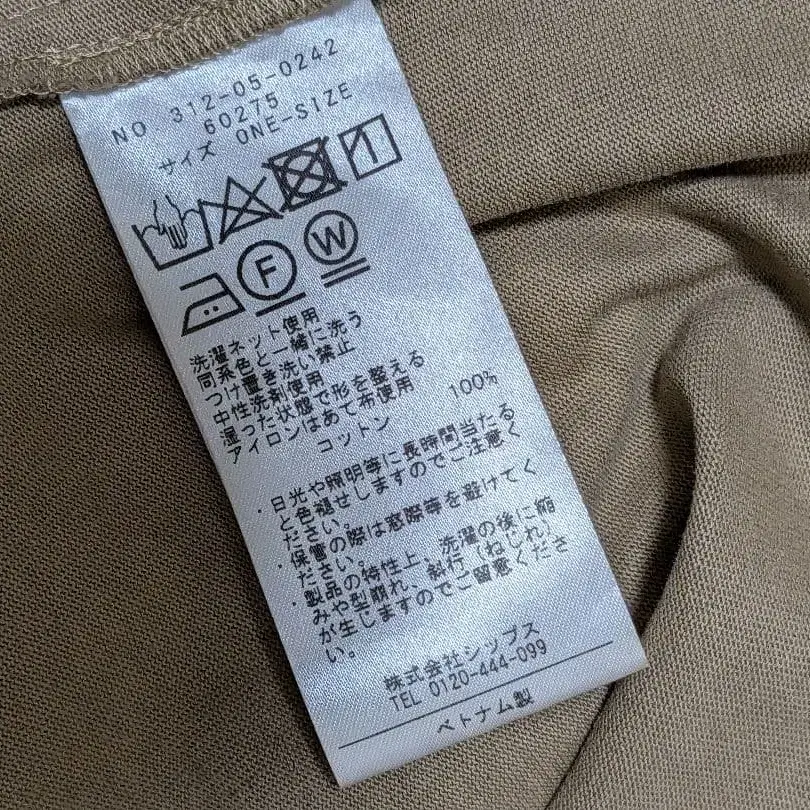 NO. 312-05-0242
60275
サイズ ONE-SIZE
F W
洗濯ネット使用
同系色と一緒に洗う
つけ置き洗い禁止
中性洗剤使用
湿った状態で形を整える
アイロンはあて布使用
コットン 100%
・日光や照明等に長時間当たる
と色褪せしますのでご注意く
ださい。
・保管の際は窓際等を避けてく
ださい。
・製品の特性上、洗濯の後に縮
みや型崩れ、斜行（ねじれ）
が生じますのでご留意くださ
い。
株式会社シップス
TEL 0120-444-099
ベトナム製